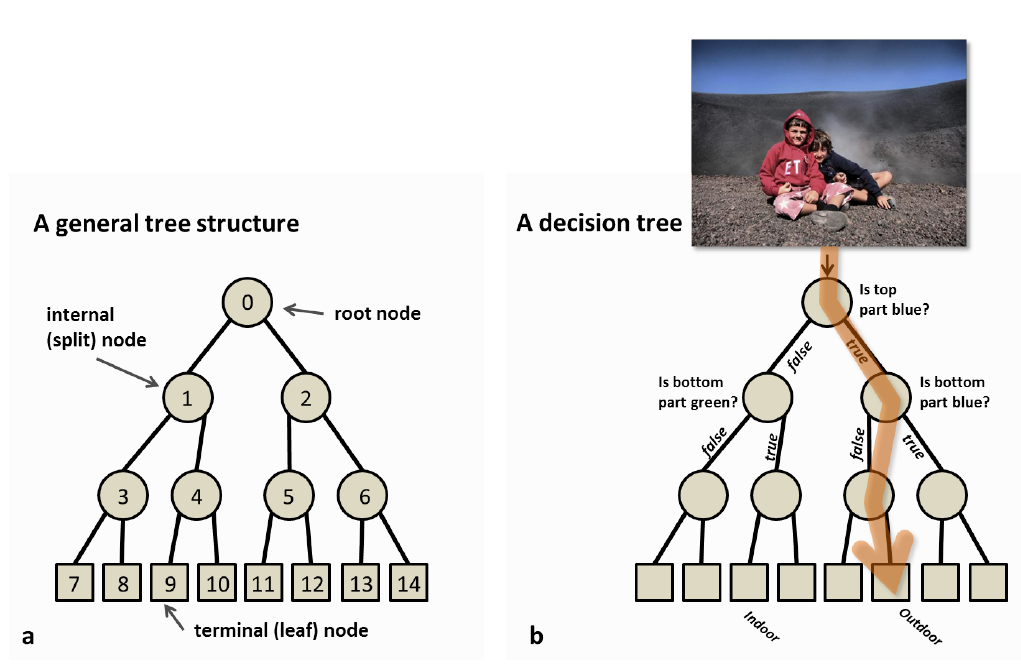 A general tree structure
0
root node
internal
(split) node
1
2
3
4
5
6
7
8
9
10
11
12
13
14
terminal (leaf) node
a
A decision tree
ET
Is top
part blue?
false
true
Is bottom
part green?
Is bottom
part blue?
false
true
false
true
Indoor
Outdoor
b